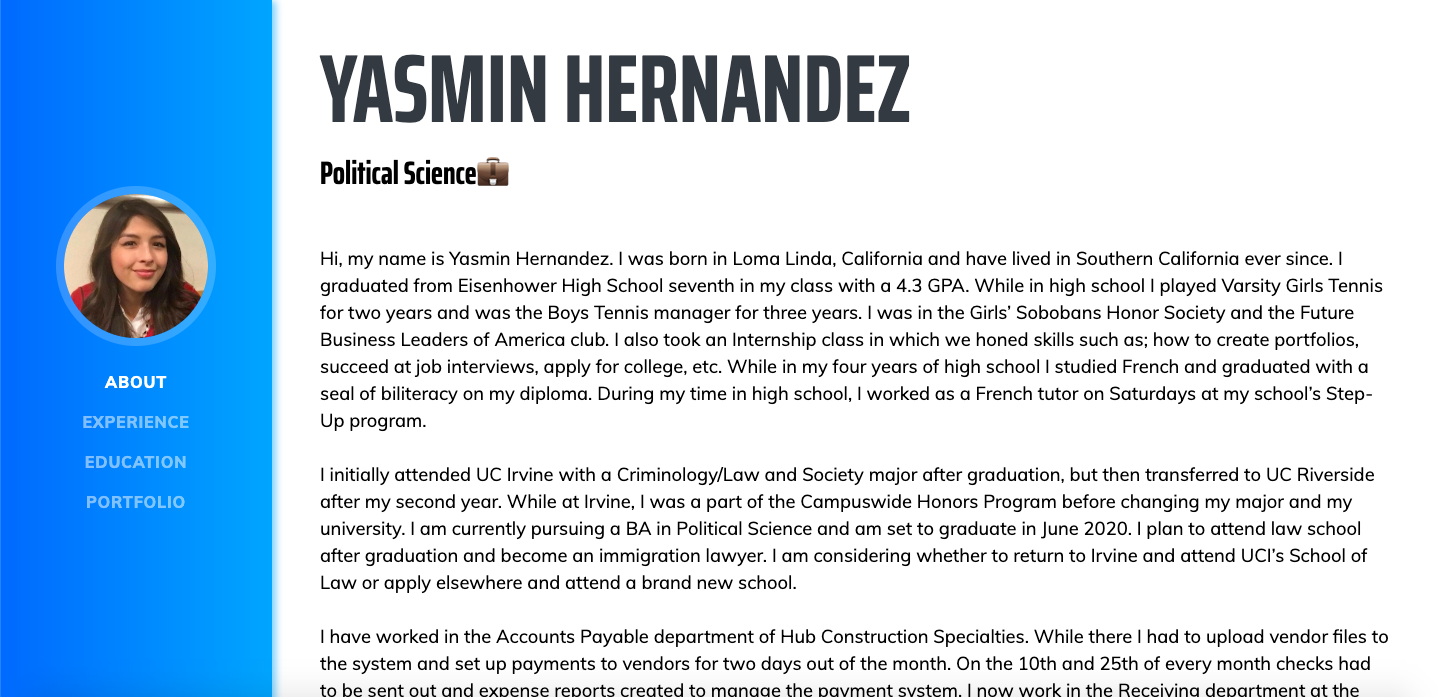 YASMIN HERNANDEZ
Political Science
Hi, my name is Yasmin Hernandez. I was born in Loma Linda, California and have lived in Southern California ever since. I
graduated from Eisenhower High School seventh in my class with a 4.3 GPA. While in high school I played Varsity Girls Tennis
for two years and was the Boys Tennis manager for three years. I was in the Girls’ Sobobans Honor Society and the Future
Business Leaders of America club. I also took an Internship class in which we honed skills such as; how to create portfolios,
succeed at job interviews, apply for college, etc. While in my four years of high school I studied French and graduated with a
seal of biliteracy on my diploma. During my time in high school, I worked as a French tutor on Saturdays at my school’s Step-
Up program.
I initially attended UC Irvine with a Criminology/Law and Society major after graduation, but then transferred to UC Riverside
after my second year. While at Irvine, I was a part of the Campuswide Honors Program before changing my major and my
university. I am currently pursuing a BA in Political Science and am set to graduate in June 2020. I plan to attend law school
after graduation and become an immigration lawyer. I am considering whether to return to Irvine and attend UCI’s School of
Law or apply elsewhere and attend a brand new school.
I have worked in the Accounts Payable department of Hub Construction Specialties. While there I had to upload vendor files to
the system and set up payments to vendors for two days out of the month. On the 10th and 25th of every month checks had
to be sent out and expense reports created to manage the payment system. I now work in the Receiving department at the
ABOUT
EXPERIENCE
EDUCATION
PORTFOLIO